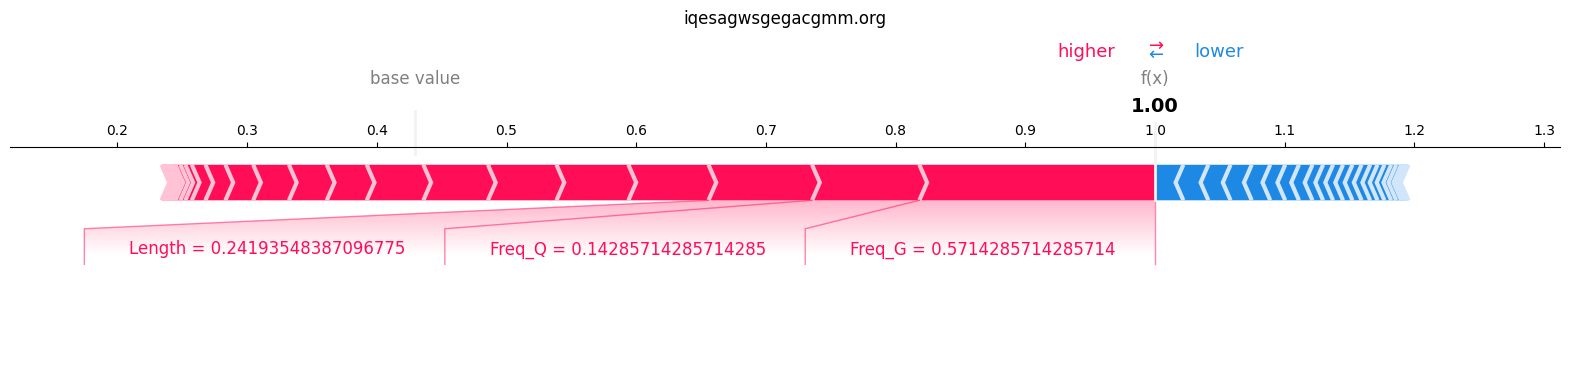 iqesagwsgegacgmm.org
higher → ← lower
base value f(x)
1.00
0.2 0.3 0.4 0.5 0.6 0.7 0.8 0.9 1.0 1.1 1.2 1.3
Length = 0.24193548387096775 Freq_Q = 0.14285714285714285 Freq_G = 0.5714285714285714